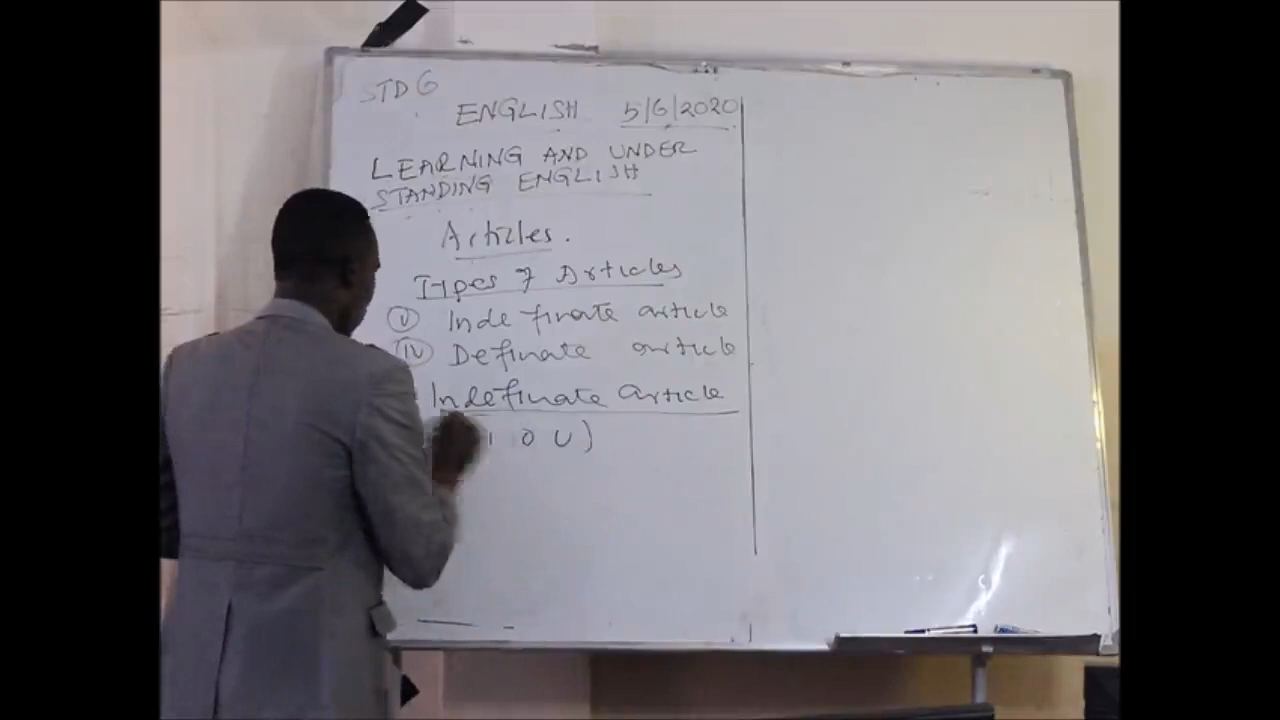 STD 6
ENGLISH 5/6/2020
LEARNING AND UNDER
STANDING ENGLISH
Articles.
Types of Articles
Indefinate article
Definate article
Indefinate article
I O U)